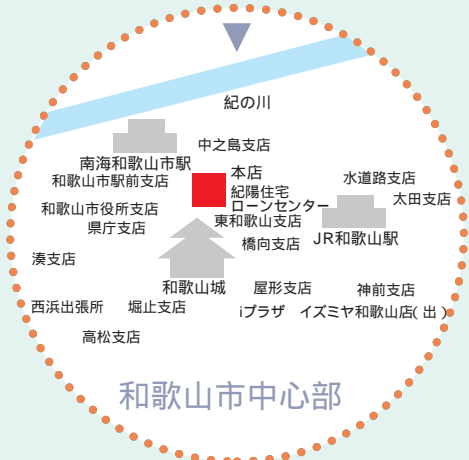 紀の川
中之島支店
南海和歌山市駅
和歌山市駅前支店
本店
紀陽住宅
ローンセンター
水道路支店
太田支店
和歌山市役所支店
県庁支店
東和歌山支店
橋向支店
JR和歌山駅
湊支店
和歌山城
屋形支店
神前支店
西浜出張所
堀止支店
iプラザ
イズミヤ和歌山店(出)
高松支店
和歌山市中心部